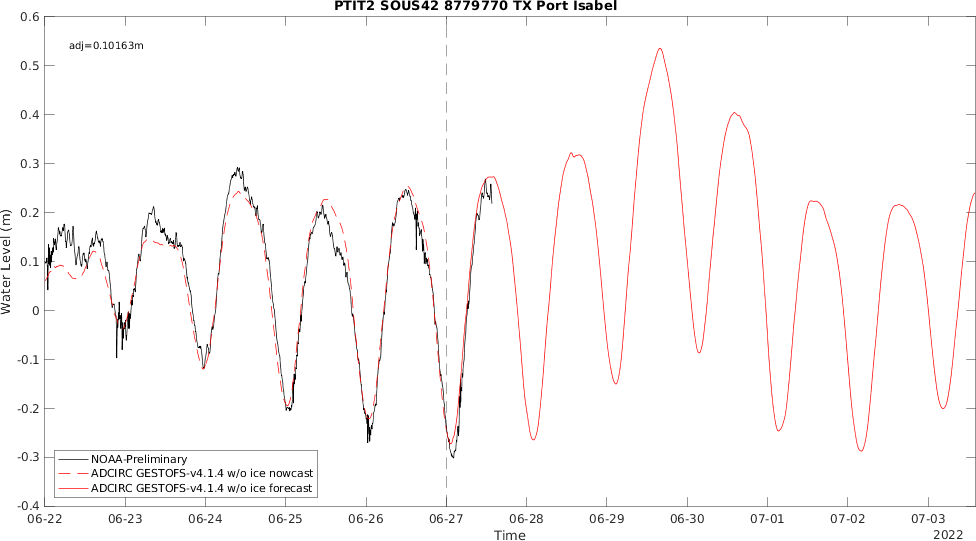 PTIT2 SOUS42 8779770 TX Port Isabel
adj=0.10163m
Water Level (m)
0.6
0.5
0.4
0.3
0.2
0.1
0
-0.1
-0.2
-0.3
-0.4
NOAA-Preliminary
ADCIRC GESTOFS-v4.1.4 w/o ice nowcast
ADCIRC GESTOFS-v4.1.4 w/o ice forecast
06-22 06-23 06-24 06-25 06-26 06-27 06-28 06-29 06-30 07-01 07-02 07-03
Time
2022